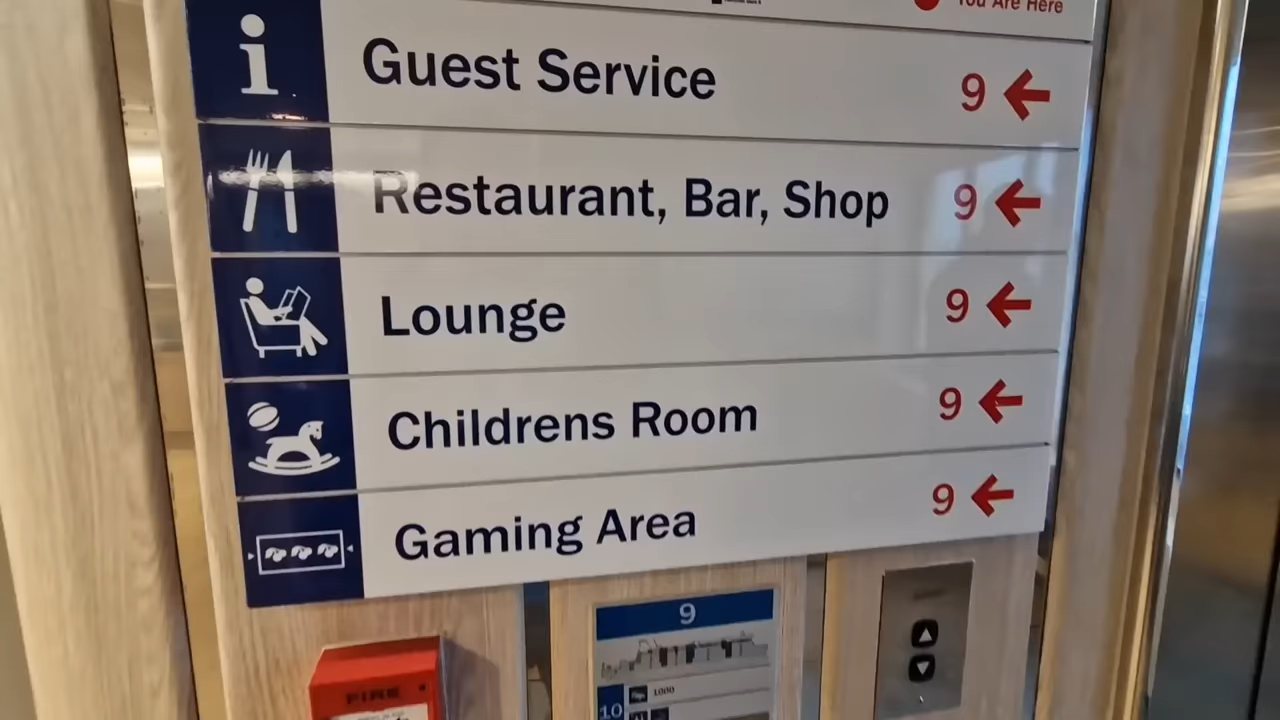 You Are Here
Guest Service 9
Restaurant, Bar, Shop 9
Lounge 9
Childrens Room 9
Gaming Area 9
9
FIRE
10